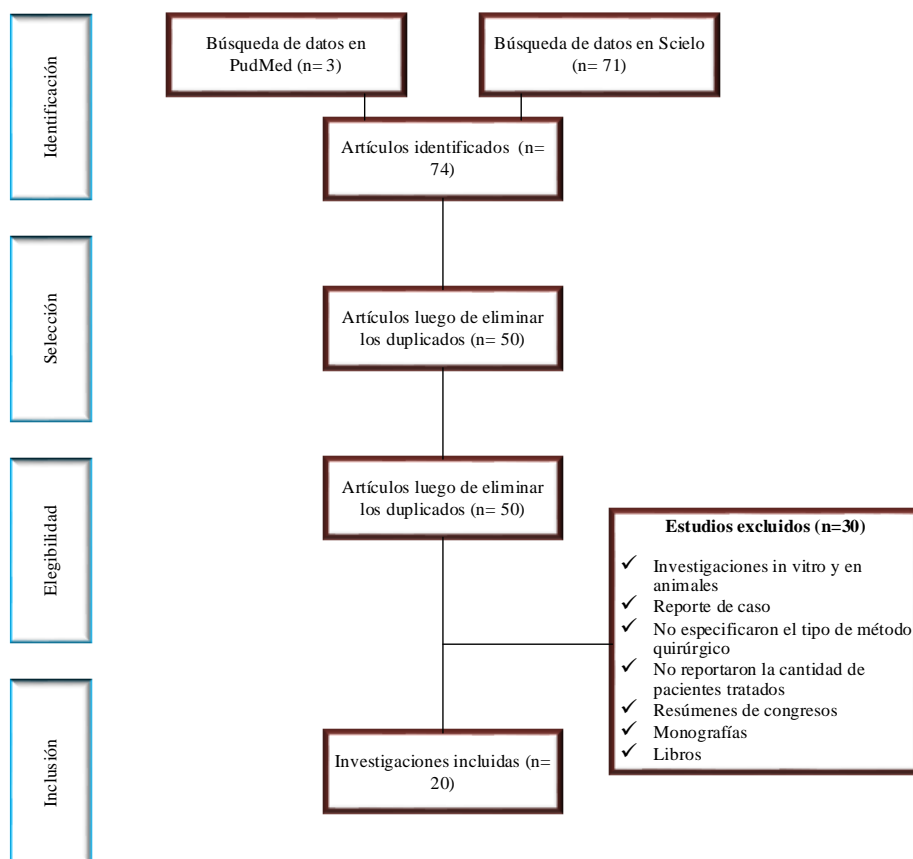 Identificación
Búsqueda de datos en
PudMed (n= 3)
Búsqueda de datos en Scielo
(n= 71)
Artículos identificados (n=
74)
Selección
Artículos luego de eliminar
los duplicados (n= 50)
Elegibilidad
Artículos luego de eliminar
los duplicados (n= 50)
Estudios excluidos (n=30)
✓ Investigaciones in vitro y en
animales
✓ Reporte de caso
✓ No especificaron el tipo de método
quirúrgico
✓ No reportaron la cantidad de
pacientes tratados
✓ Resúmenes de congresos
✓ Monografías
✓ Libros
Inclusión
Investigaciones incluidas (n=
20)